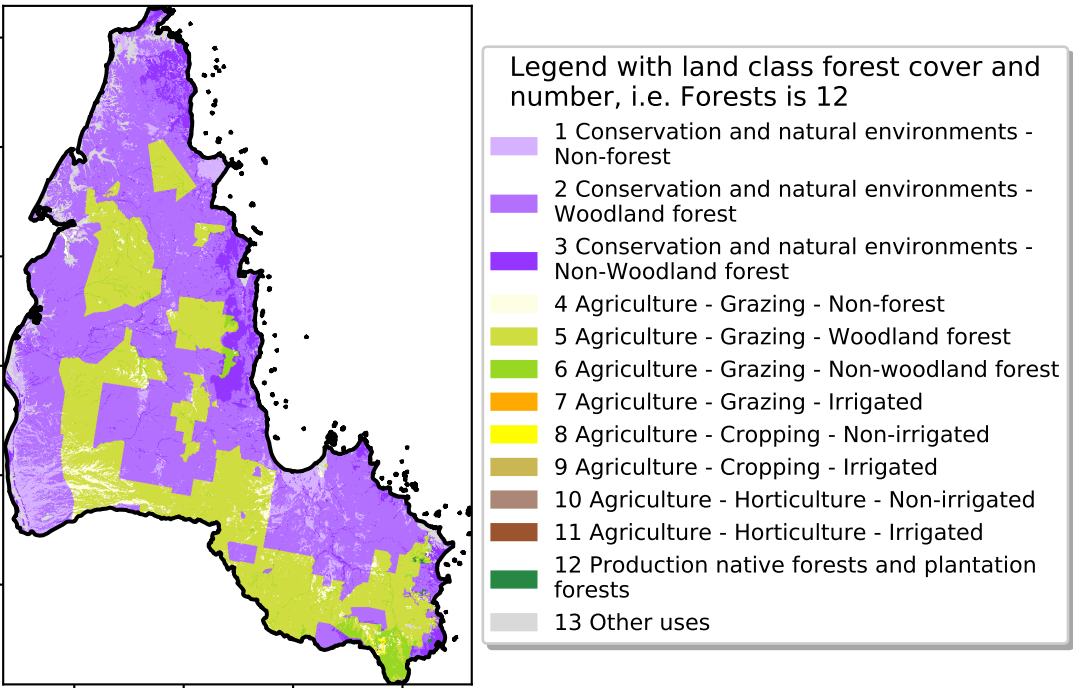 Legend with land class forest cover and
number, i.e. Forests is 12
1 Conservation and natural environments -
Non-forest
2 Conservation and natural environments -
Woodland forest
3 Conservation and natural environments -
Non-Woodland forest
4 Agriculture - Grazing - Non-forest
5 Agriculture - Grazing - Woodland forest
6 Agriculture - Grazing - Non-woodland forest
7 Agriculture - Grazing - Irrigated
8 Agriculture - Cropping - Non-irrigated
9 Agriculture - Cropping - Irrigated
10 Agriculture - Horticulture - Non-irrigated
11 Agriculture - Horticulture - Irrigated
12 Production native forests and plantation
forests
13 Other uses